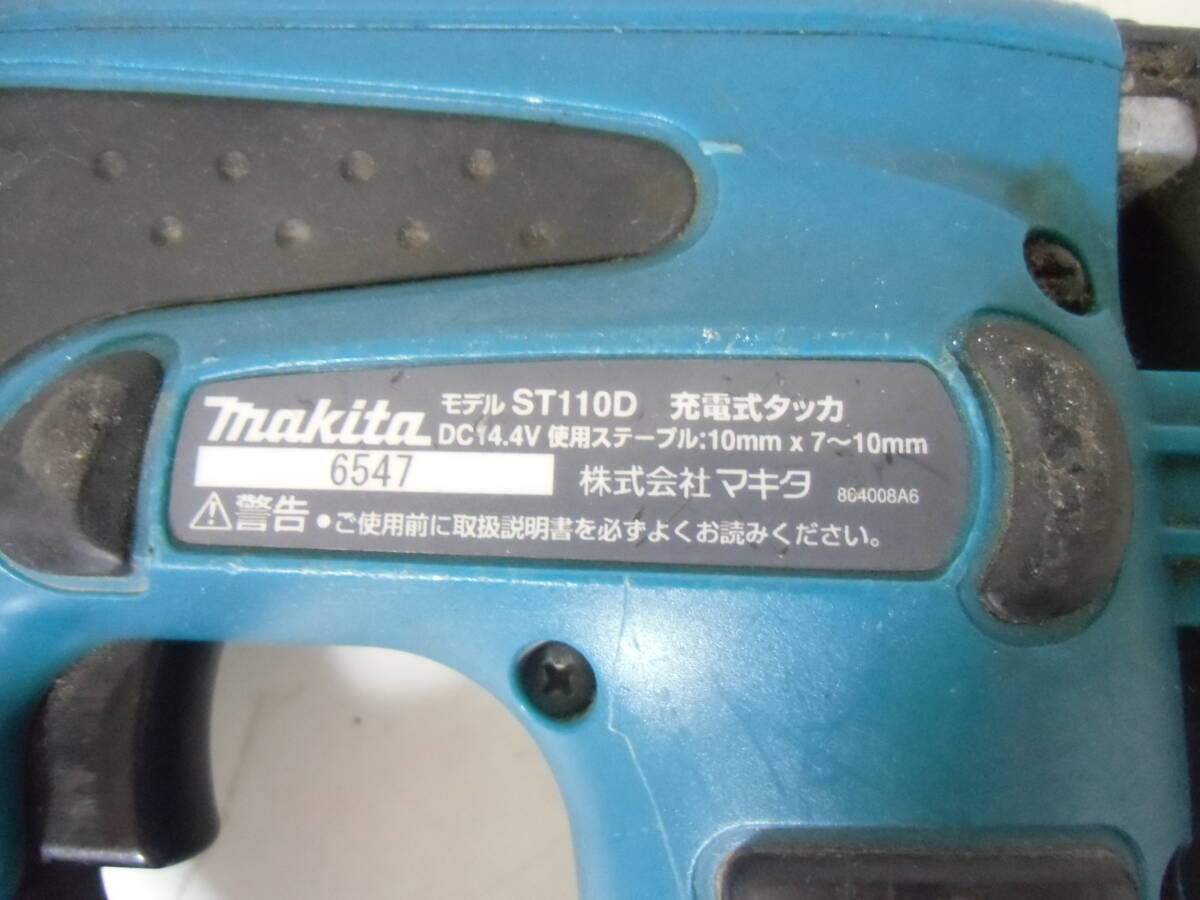 makita モデル ST110D 充電式タッカ
DC14.4V 使用ステープル:10mm x 7～10mm
6547 株式会社マキタ 864008A6
⚠警告 ●ご使用前に取扱説明書を必ずよくお読みください。